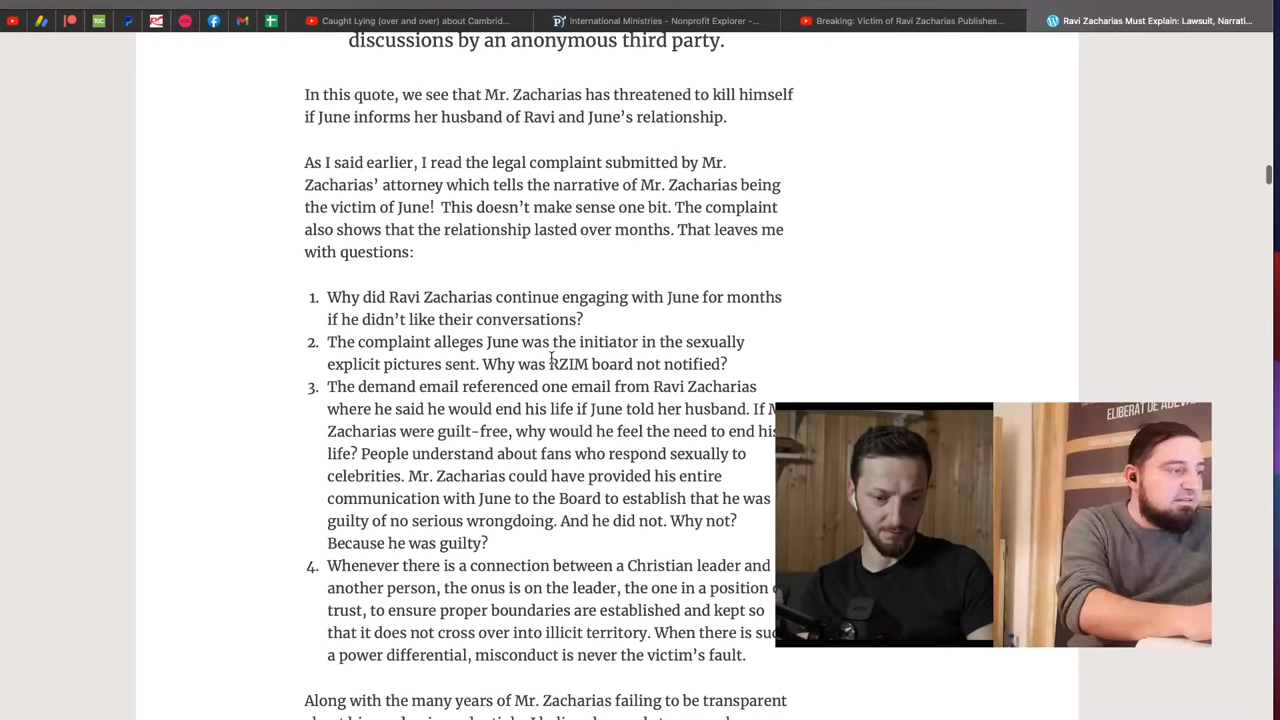 Caught Lying (over and over) about Cambrid...
International Ministries - Nonprofit Explorer -...
Breaking: Victim of Ravi Zacharias Publishes...
Ravi Zacharias Must Explain: Lawsuit, Narrati...
discussions by an anonymous third party.
In this quote, we see that Mr. Zacharias has threatened to kill himself
if June informs her husband of Ravi and June’s relationship.
As I said earlier, I read the legal complaint submitted by Mr.
Zacharias’ attorney which tells the narrative of Mr. Zacharias being
the victim of June!  This doesn’t make sense one bit. The complaint
also shows that the relationship lasted over months. That leaves me
with questions:
1. Why did Ravi Zacharias continue engaging with June for months
if he didn’t like their conversations?
2. The complaint alleges June was the initiator in the sexually
explicit pictures sent. Why was RZIM board not notified?
3. The demand email referenced one email from Ravi Zacharias
where he said he would end his life if June told her husband. If
Zacharias were guilt-free, why would he feel the need to end his
life? People understand about fans who respond sexually to
celebrities. Mr. Zacharias could have provided his entire
communication with June to the Board to establish that he was
guilty of no serious wrongdoing. And he did not. Why not?
Because he was guilty?
4. Whenever there is a connection between a Christian leader and
another person, the onus is on the leader, the one in a position
trust, to ensure proper boundaries are established and kept so
that it does not cross over into illicit territory. When there is
a power differential, misconduct is never the victim’s fault.
Along with the many years of Mr. Zacharias failing to be transparent
ELIBERAT DE